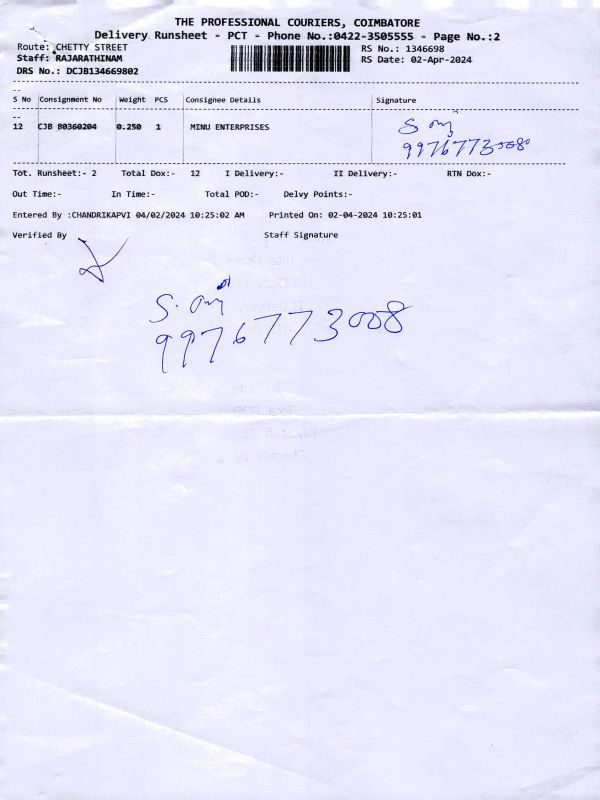 THE PROFESSIONAL COURIERS, COIMBATORE
Delivery Runsheet - PCT - Phone No.:0422-3505555 - Page No.:2
Route: CHETTY STREET
RS No.: 1346698
Staff: RAJARATHINAM
RS Date: 02-Apr-2024
DRS No.: DCJB134669802
S No Consignment No Weight PCS Consignee Details Signature
12 CJB 80360204 0.250 1 MINU ENTERPRISES
Tot. Runsheet:- 2 Total Dox:- 12 I Delivery:- II Delivery:- RTN Dox:-
Out Time:- In Time:- Total POD:- Delvy Points:-
Entered By :CHANDRIKAPVI 04/02/2024 10:25:02 AM Printed On: 02-04-2024 10:25:01
Verified By Staff Signature
S.
9976773008